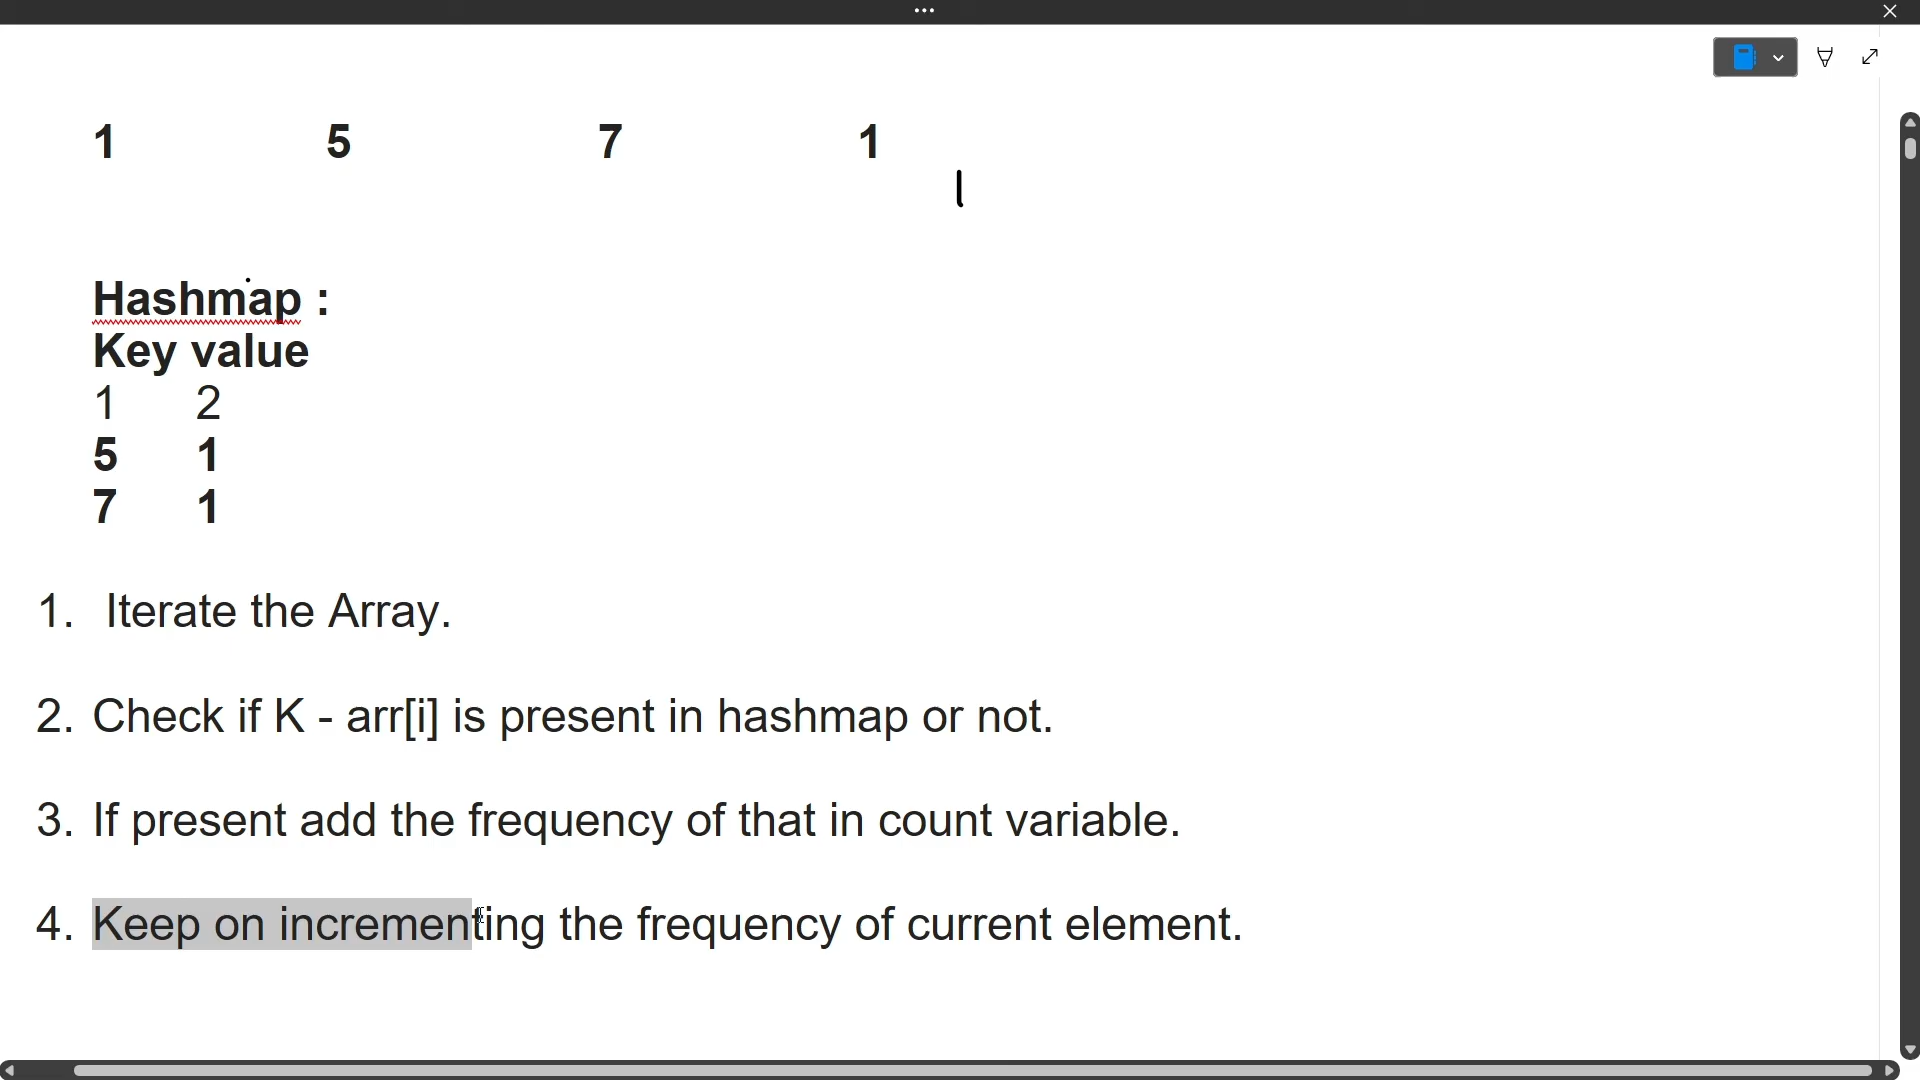 1 5 7 1
Hashmap :
Key value
1 2
5 1
7 1
1. Iterate the Array.
2. Check if K - arr[i] is present in hashmap or not.
3. If present add the frequency of that in count variable.
4. Keep on incrementing the frequency of current element.